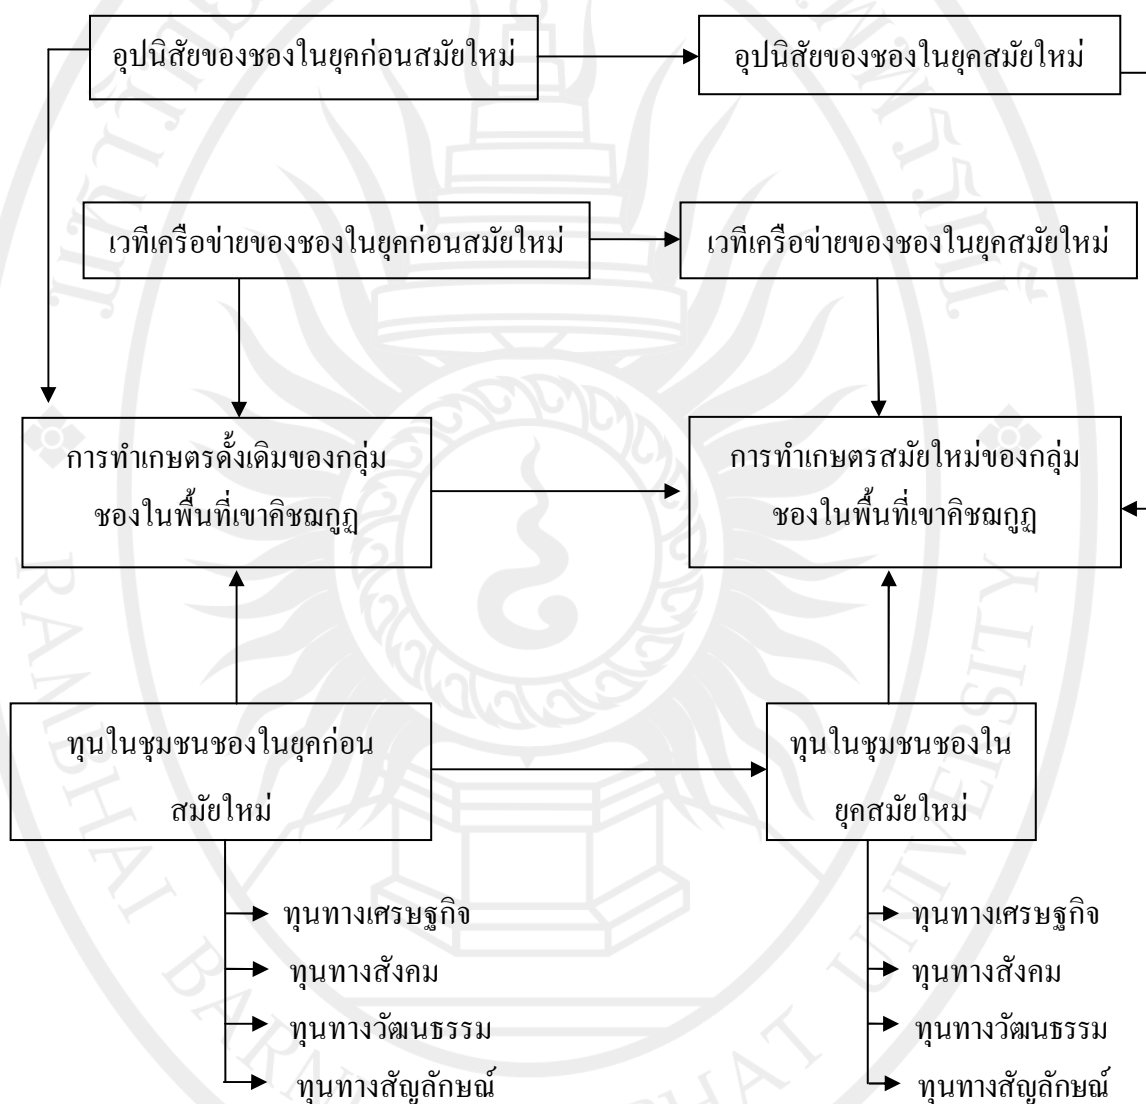 อุปนิสัยของชองในยุคก่อนสมัยใหม่
อุปนิสัยของชองในยุคสมัยใหม่
เวทีเครือข่ายของชองในยุคก่อนสมัยใหม่
เวทีเครือข่ายของชองในยุคสมัยใหม่
การทำเกษตรดั้งเดิมของกลุ่ม
ชองในพื้นที่เขาคิชฌกูฏ
การทำเกษตรสมัยใหม่ของกลุ่ม
ชองในพื้นที่เขาคิชฌกูฏ
ทุนในชุมชนชองในยุคก่อน
สมัยใหม่
ทุนในชุมชนชองใน
ยุคสมัยใหม่
ทุนทางเศรษฐกิจ
ทุนทางสังคม
ทุนทางวัฒนธรรม
ทุนทางสัญลักษณ์
ทุนทางเศรษฐกิจ
ทุนทางสังคม
ทุนทางวัฒนธรรม
ทุนทางสัญลักษณ์
RAMBHAI
UNIVERSITY